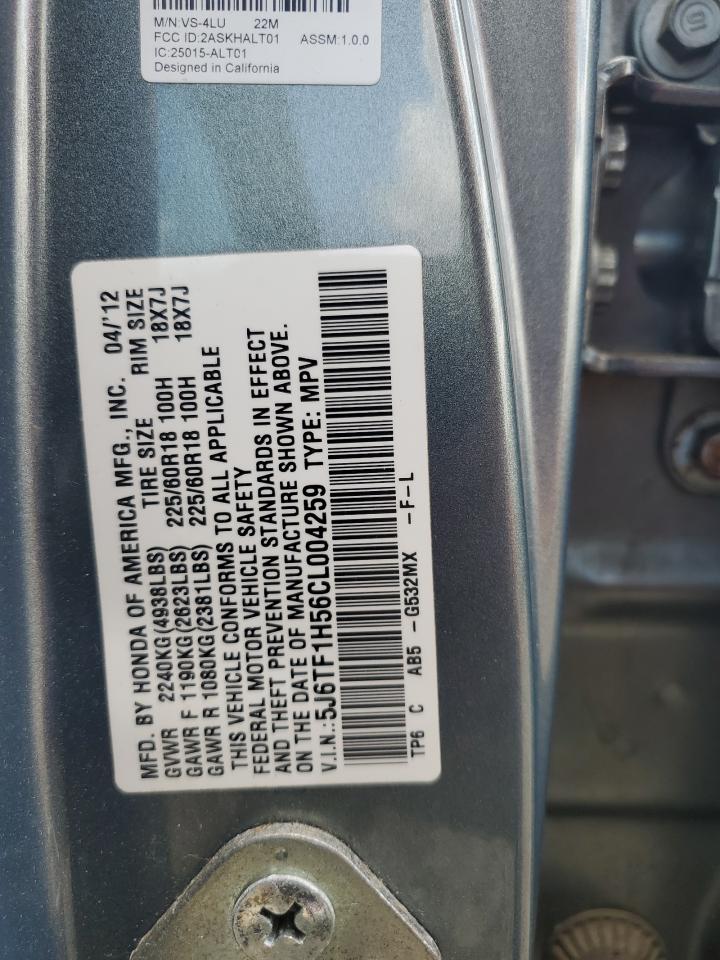 M/N:VS-4LU 22M
FCC ID:2ASKHALT01 ASSM:1.0.0
IC:25015-ALT01
Designed in California
MFD. BY HONDA OF AMERICA MFG., INC. 04/'12
TIRE SIZE RIM SIZE
GVWR 2240KG(4938LBS)
GAWR F 1190KG(2623LBS) 225/60R18 100H 18X7J
GAWR R 1080KG(2381LBS) 225/60R18 100H 18X7J
THIS VEHICLE CONFORMS TO ALL APPLICABLE
FEDERAL MOTOR VEHICLE SAFETY
AND THEFT PREVENTION STANDARDS IN EFFECT
ON THE DATE OF MANUFACTURE SHOWN ABOVE.
V.I.N.:5J6TF1H56CL004259 TYPE: MPV
TP6 C AB5 -G532MX -F-L